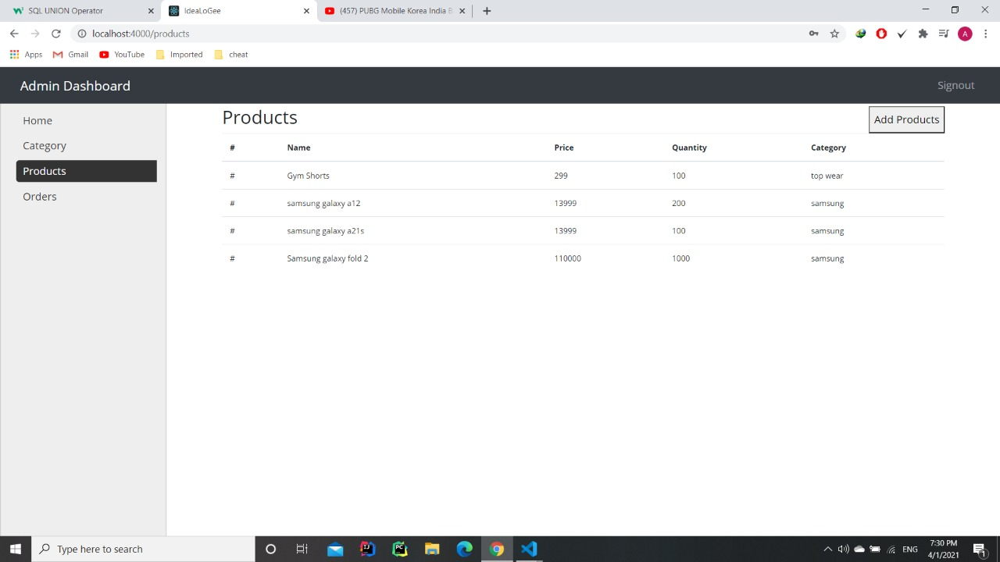 SQL UNION Operator
IdeaLoGee
(457) PUBG Mobile Korea India B
localhost:4000/products
A
Apps
Gmail
YouTube
Imported
cheat
Admin Dashboard
Signout
Home
Category
Products
Orders
Products
Add Products
# Name Price Quantity Category
# Gym Shorts 299 100 top wear
# samsung galaxy a12 13999 200 samsung
# samsung galaxy a21s 13999 100 samsung
# Samsung galaxy fold 2 110000 1000 samsung
Type here to search
ENG
7:30 PM
4/1/2021
1